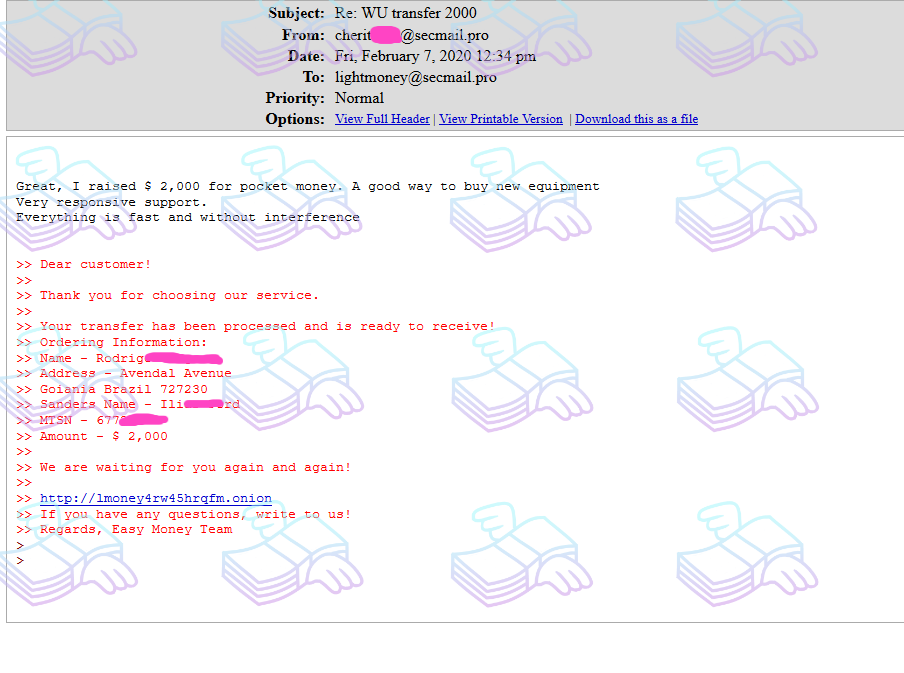 Subject: Re: WU transfer 2000
From: cherit @secmail.pro
Date: Fri, February 7, 2020 12:34 pm
To: lightmoney@secmail.pro
Priority: Normal
Options: View Full Header | View Printable Version | Download this as a file
Great, I raised $ 2,000 for pocket money. A good way to buy new equipment
Very responsive support.
Everything is fast and without interference
>> Dear customer!
>>
>> Thank you for choosing our service.
>>
>> Your transfer has been processed and is ready to receive!
>> Ordering Information:
>> Name - Rodrig
>> Address - Avendal Avenue
>> Goiania Brazil 727230
>> Sanders Name - Ili rd
>> MTSN - 677
>> Amount - $ 2,000
>>
>> We are waiting for you again and again!
>>
>> http://lmoney4rw45hrqfm.onion
>> If you have any questions, write to us!
>> Regards, Easy Money Team
>
>